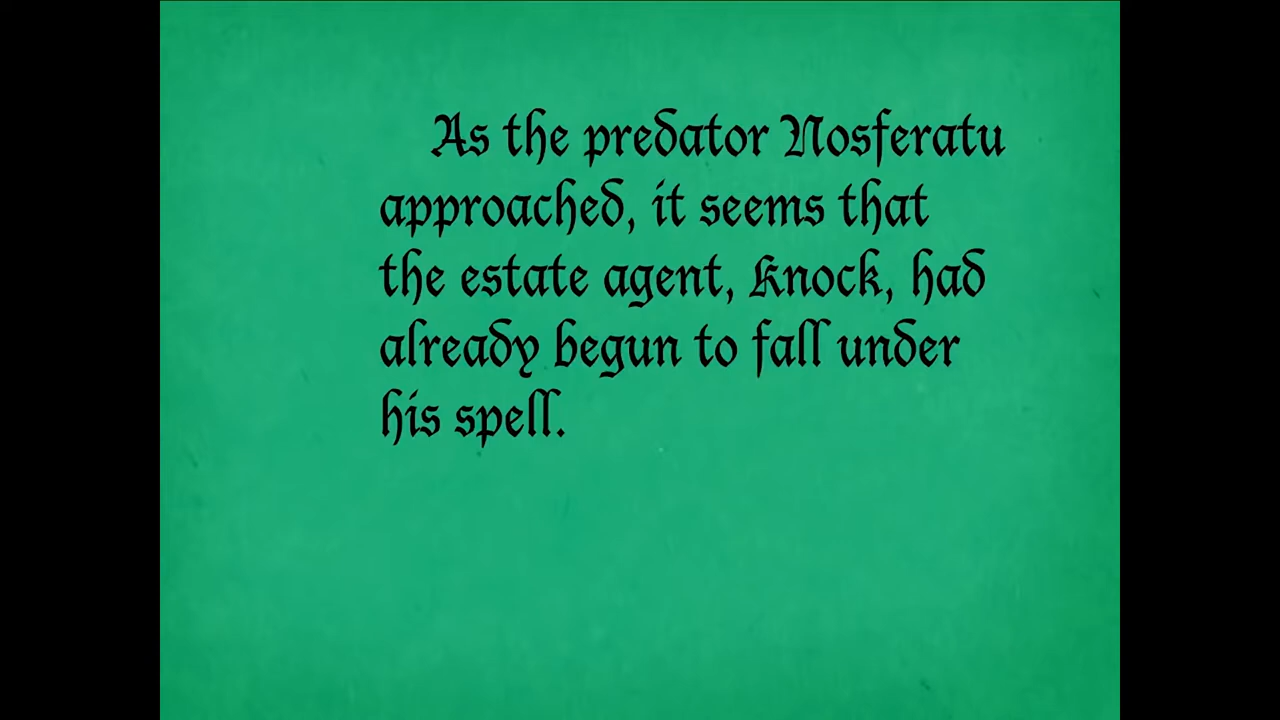 As the predator Nosferatu
approached, it seems that
the estate agent, Knock, had
already begun to fall under
his spell.